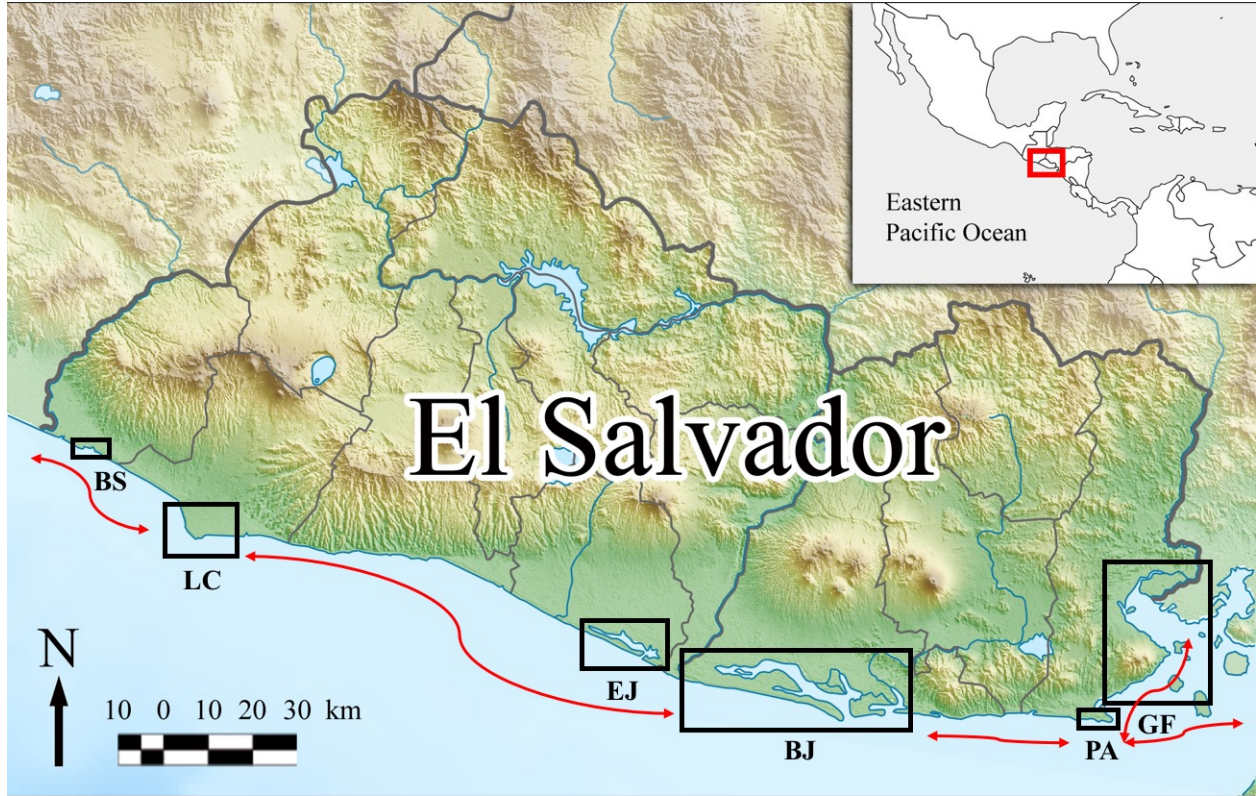 Eastern
Pacific Ocean
El Salvador
BS
LC
EJ
BJ
PA
GF
N
10 0 10 20 30 km